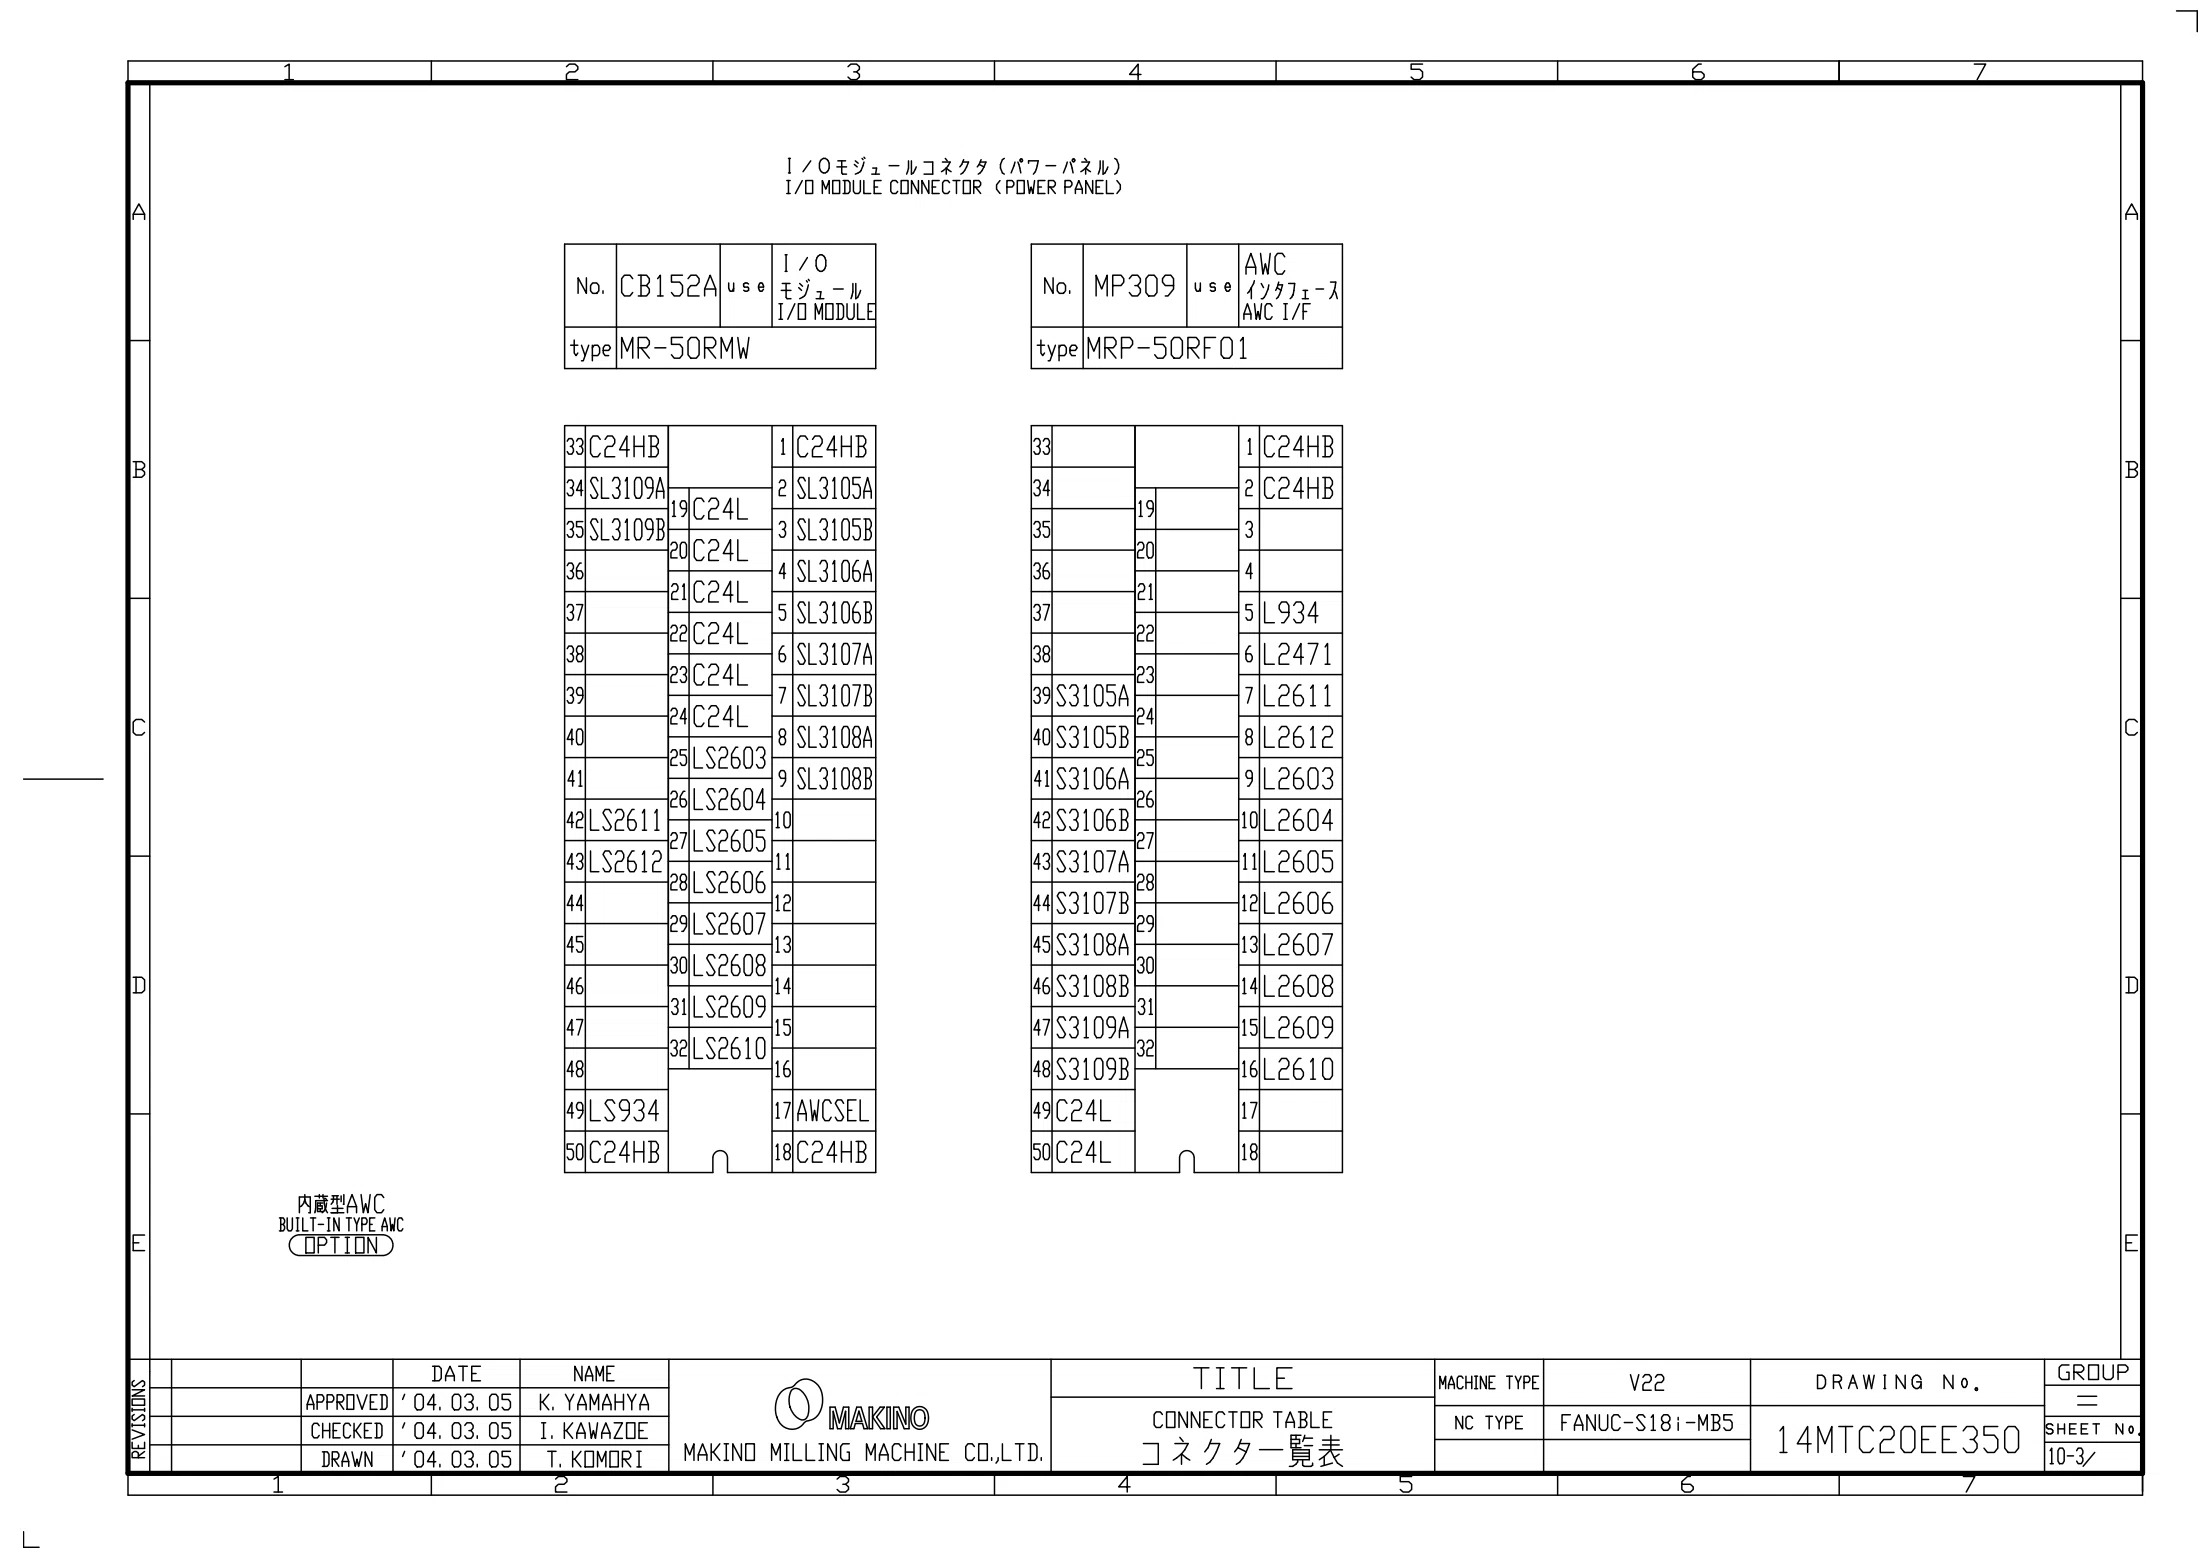 1 2 3 4 5 6 7
I/Oモジュールコネクタ(パワーパネル)
I/O MODULE CONNECTOR (POWER PANEL)
A A
No. CB152A use I/O モジュール I/O MODULE
type MR-50RMW
No. MP309 use AWC インタフェース AWC I/F
type MRP-50RF01
B B
C C
D D
E E
33 C24HB
34 SL3109A
35 SL3109B
36
37
38
39
40
41
42 LS2611
43 LS2612
44
45
46
47
48
49 LS934
50 C24HB
19 C24L
20 C24L
21 C24L
22 C24L
23 C24L
24 C24L
25 LS2603
26 LS2604
27 LS2605
28 LS2606
29 LS2607
30 LS2608
31 LS2609
32 LS2610
1 C24HB
2 SL3105A
3 SL3105B
4 SL3106A
5 SL3106B
6 SL3107A
7 SL3107B
8 SL3108A
9 SL3108B
10
11
12
13
14
15
16
17 AWCSEL
18 C24HB
33
34
35
36
37
38
39 S3105A
40 S3105B
41 S3106A
42 S3106B
43 S3107A
44 S3107B
45 S3108A
46 S3108B
47 S3109A
48 S3109B
49 C24L
50 C24L
19
20
21
22
23
24
25
26
27
28
29
30
31
32
1 C24HB
2 C24HB
3
4
5 L934
6 L2471
7 L2611
8 L2612
9 L2603
10 L2604
11 L2605
12 L2606
13 L2607
14 L2608
15 L2609
16 L2610
17
18
内蔵型AWC
BUILT-IN TYPE AWC
OPTION
REVISIONS
DATE NAME
APPROVED '04.03.05 K. YAMAHYA
CHECKED '04.03.05 I. KAWAZOE
DRAWN '04.03.05 T. KOMORI
MAKINO
MAKINO MILLING MACHINE CO.,LTD.
TITLE
CONNECTOR TABLE
コネクタ一覧表
MACHINE TYPE V22
NC TYPE FANUC-S18i-MB5
DRAWING No.
14MTC20EE350
GROUP
=
SHEET No.
10-3/
1 2 3 4 5 6 7